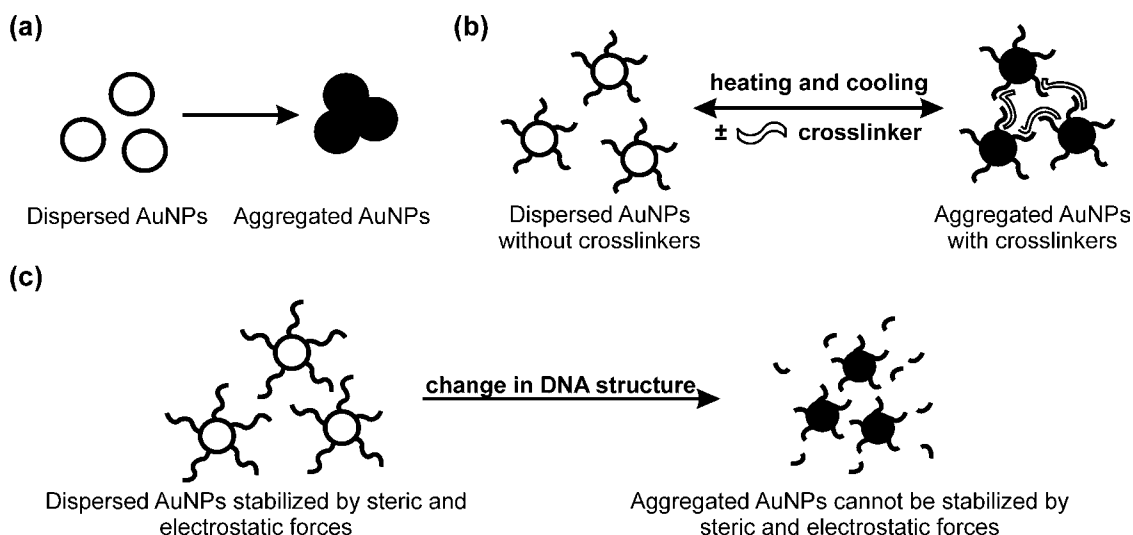 (a)
Dispersed AuNPs
Aggregated AuNPs
(b)
heating and cooling
± crosslinker
Dispersed AuNPs
without crosslinkers
Aggregated AuNPs
with crosslinkers
(c)
change in DNA structure
Dispersed AuNPs stabilized by steric and
electrostatic forces
Aggregated AuNPs cannot be stabilized by
steric and electrostatic forces